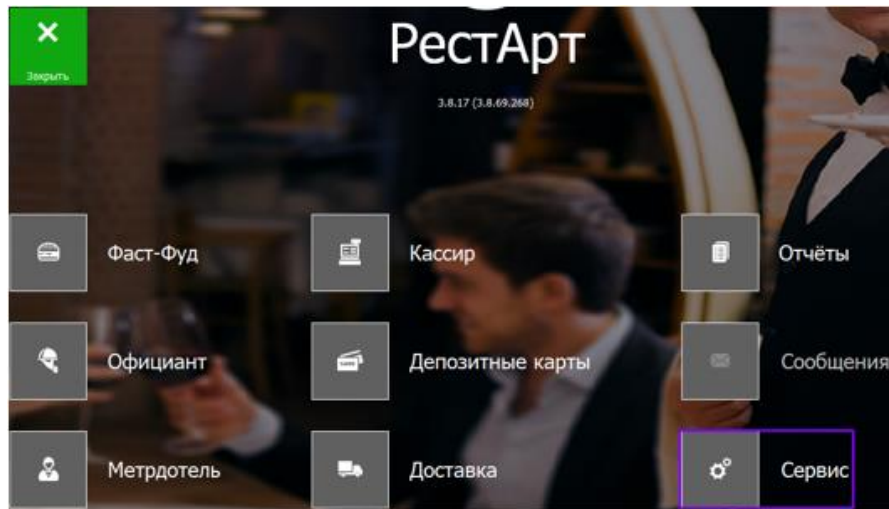 РестАрт
Закрыть
3.8.17 (3.8.69.268)
Фаст-Фуд
Кассир
Отчёты
Официант
Депозитные карты
Сообщения
Метрдотель
Доставка
Сервис